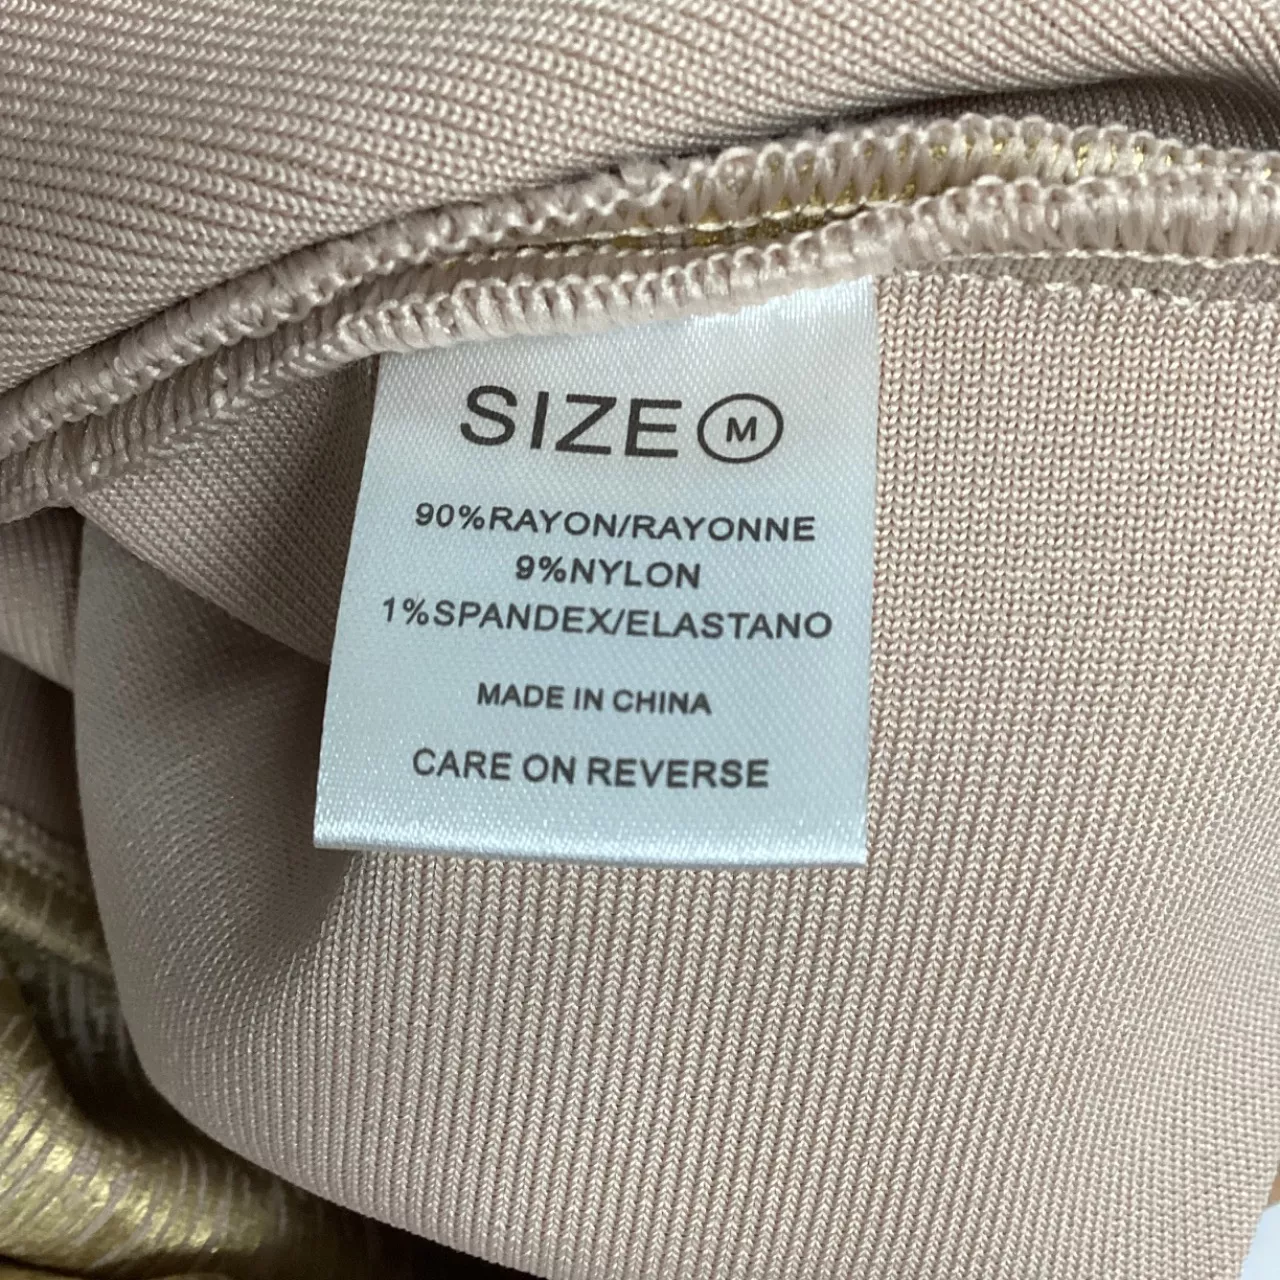 SIZE M
90%RAYON/RAYONNE
9%NYLON
1%SPANDEX/ELASTANO
MADE IN CHINA
CARE ON REVERSE